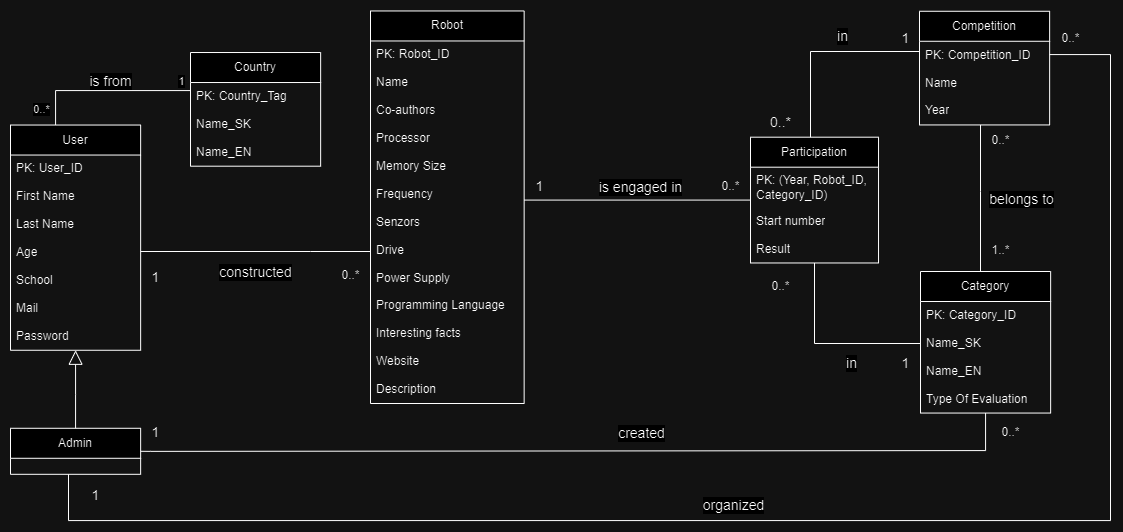 Robot
PK: Robot_ID
Name
Co-authors
Processor
Memory Size
Frequency
Senzors
Drive
Power Supply
Programming Language
Interesting facts
Website
Description
Country
PK: Country_Tag
Name_SK
Name_EN
is from
1
0..*
User
PK: User_ID
First Name
Last Name
Age
School
Mail
Password
1
constructed
0..*
1
is engaged in
0..*
Competition
PK: Competition_ID
Name
Year
in
1
0..*
0..*
Participation
PK: (Year, Robot_ID,
Category_ID)
Start number
Result
0..*
belongs to
1..*
0..*
in
1
Category
PK: Category_ID
Name_SK
Name_EN
Type Of Evaluation
0..*
Admin
1
created
1
organized